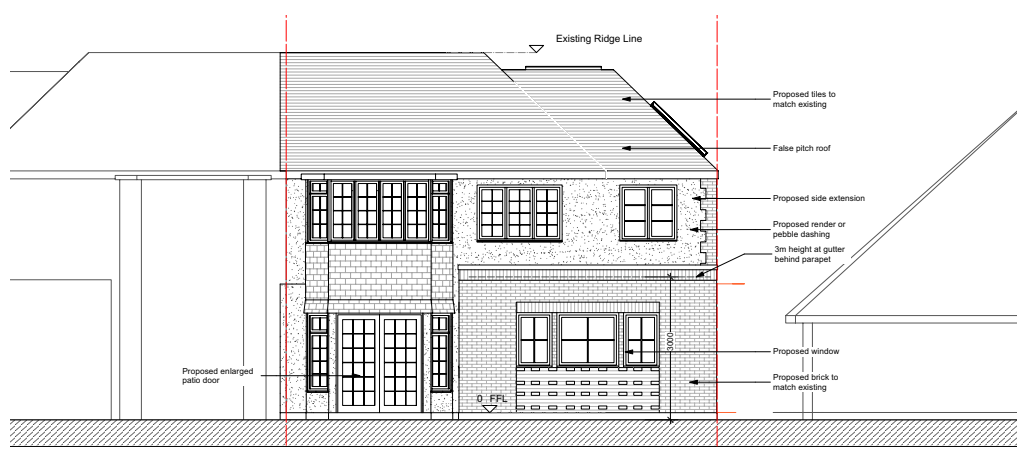 Existing Ridge Line
Proposed tiles to
match existing
False pitch roof
Proposed side extension
Proposed render or
pebble dashing
3m height at gutter
behind parapet
3000
Proposed window
Proposed enlarged
patio door
Proposed brick to
match existing
0 FFL